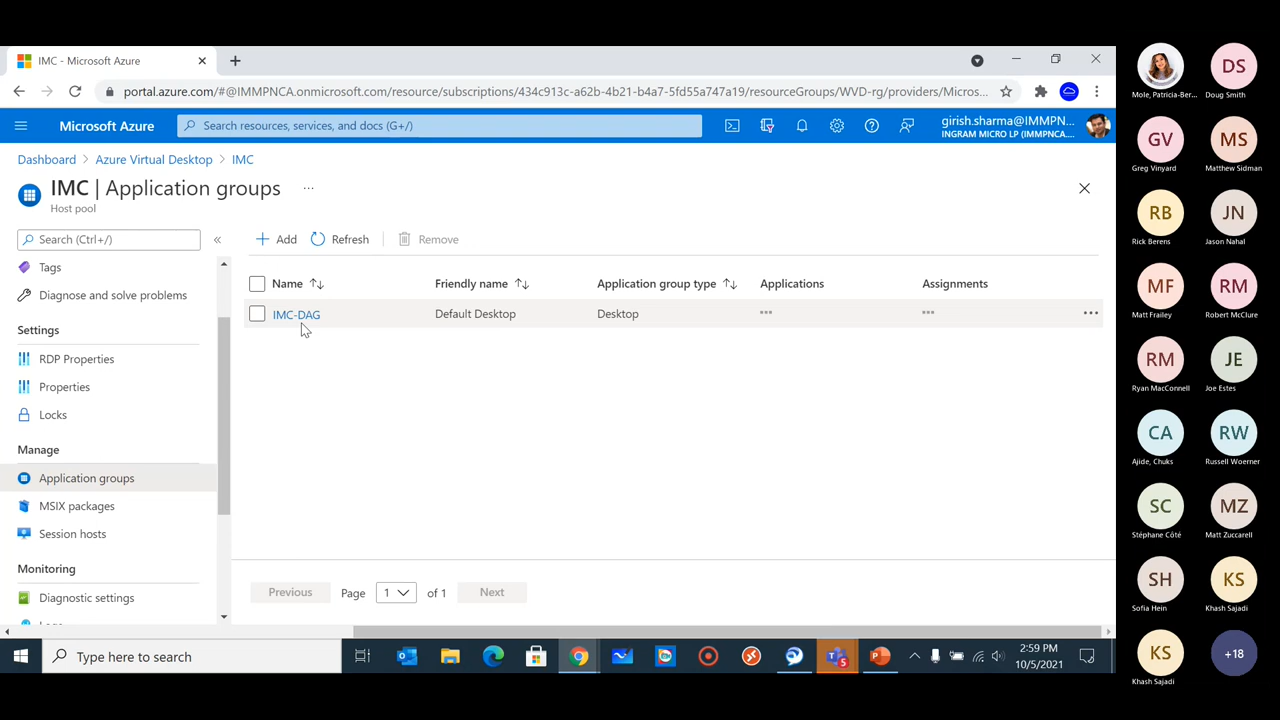 IMC - Microsoft Azure
portal.azure.com/#@IMMPNCA.onmicrosoft.com/resource/subscriptions/434c913c-a62b-4b21-b4a7-5fd55a747a19/resourceGroups/WVD-rg/providers/Micros...
Microsoft Azure
Search resources, services, and docs (G+/)
girish.sharma@IMMPN...
INGRAM MICRO LP (IMMPNCA....
Dashboard > Azure Virtual Desktop > IMC
IMC | Application groups ...
Host pool
Search (Ctrl+/)
«
Tags
Diagnose and solve problems
Settings
RDP Properties
Properties
Locks
Manage
Application groups
MSIX packages
Session hosts
Monitoring
Diagnostic settings
Add Refresh Remove
Name Friendly name Application group type Applications Assignments
IMC-DAG Default Desktop Desktop
Previous Page 1 of 1 Next
Type here to search
5
2:59 PM
10/5/2021
Mole, Patricia-Ber...
DS
Doug Smith
GV
Greg Vinyard
MS
Matthew Sidman
RB
Rick Berens
JN
Jason Nahal
MF
Matt Frailey
RM
Robert McClure
RM
Ryan MacConnell
JE
Joe Estes
CA
Ajide, Chuks
RW
Russell Woerner
SC
Stéphane Côté
MZ
Matt Zuccarell
SH
Sofia Hein
KS
Khash Sajadi
KS
Khash Sajadi
+18